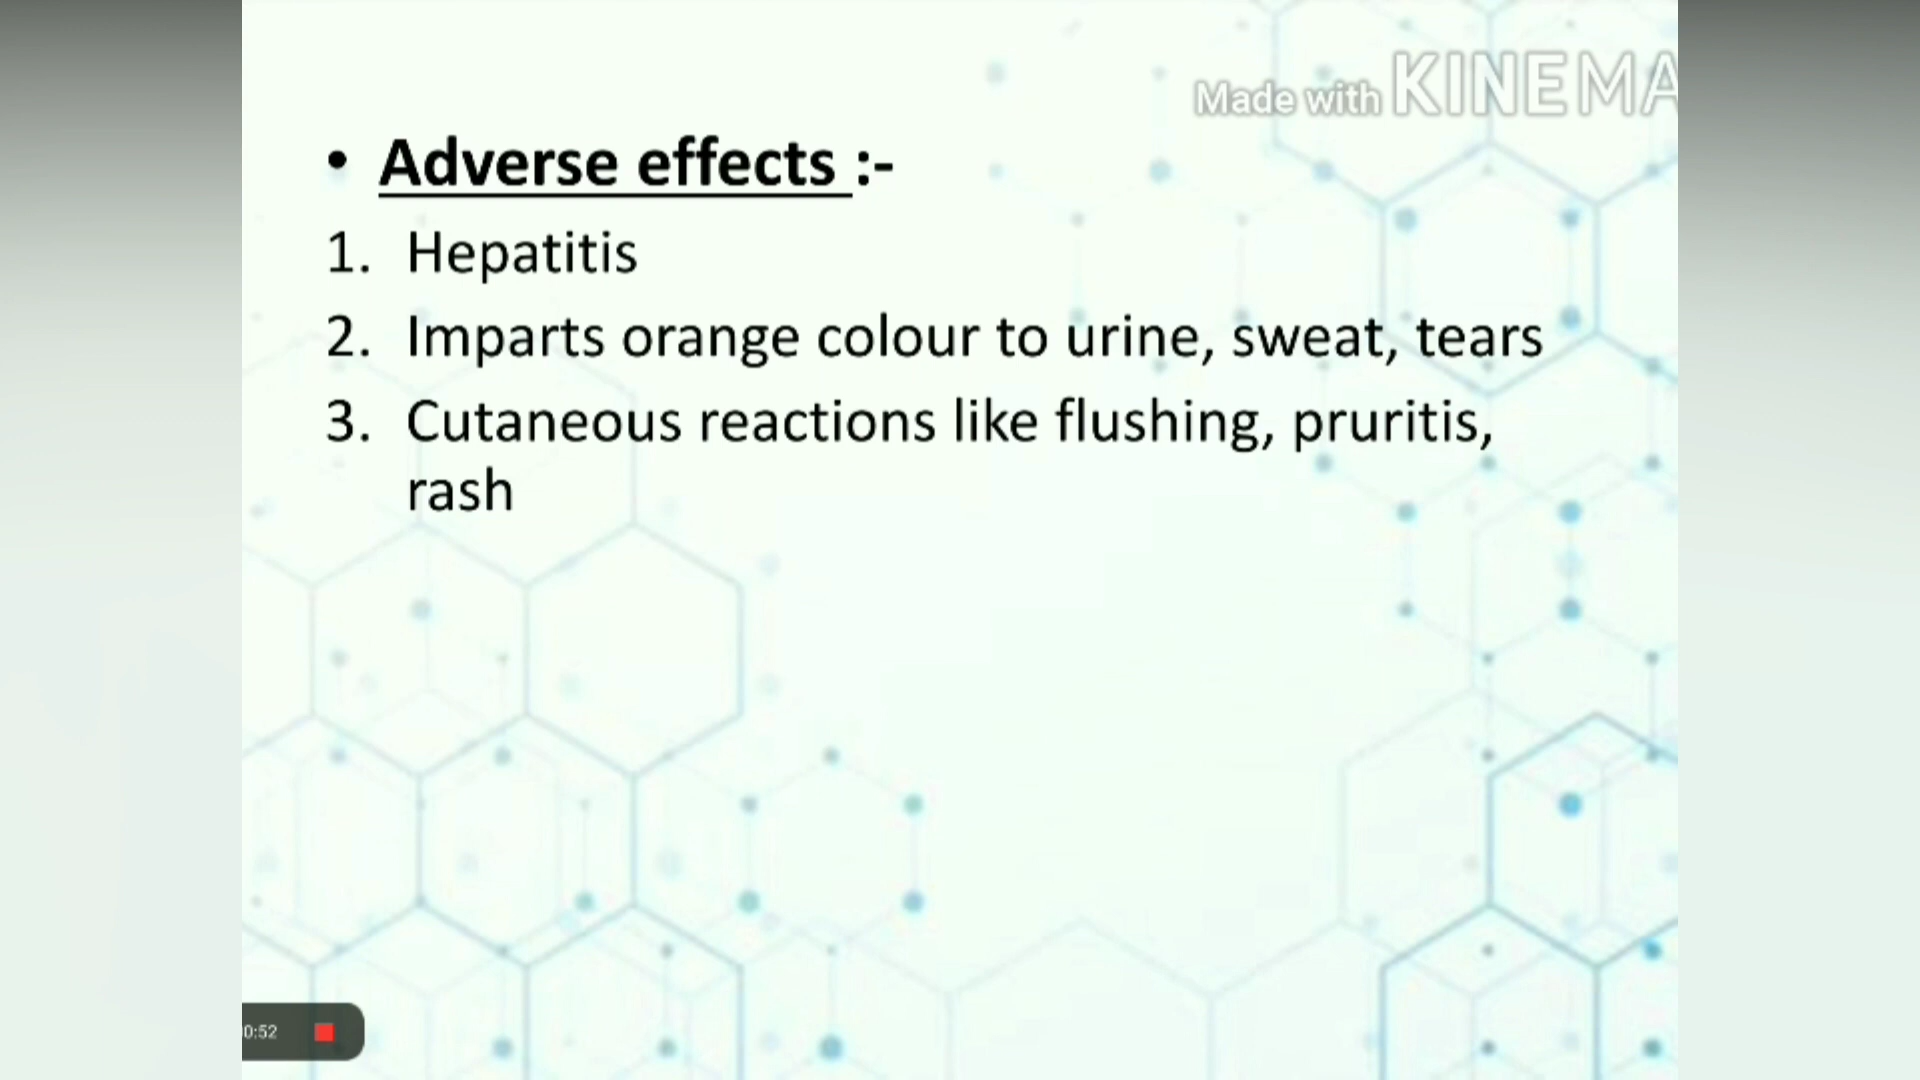 Made with KINEMA
• Adverse effects :-
1. Hepatitis
2. Imparts orange colour to urine, sweat, tears
3. Cutaneous reactions like flushing, pruritis,
rash
0:52